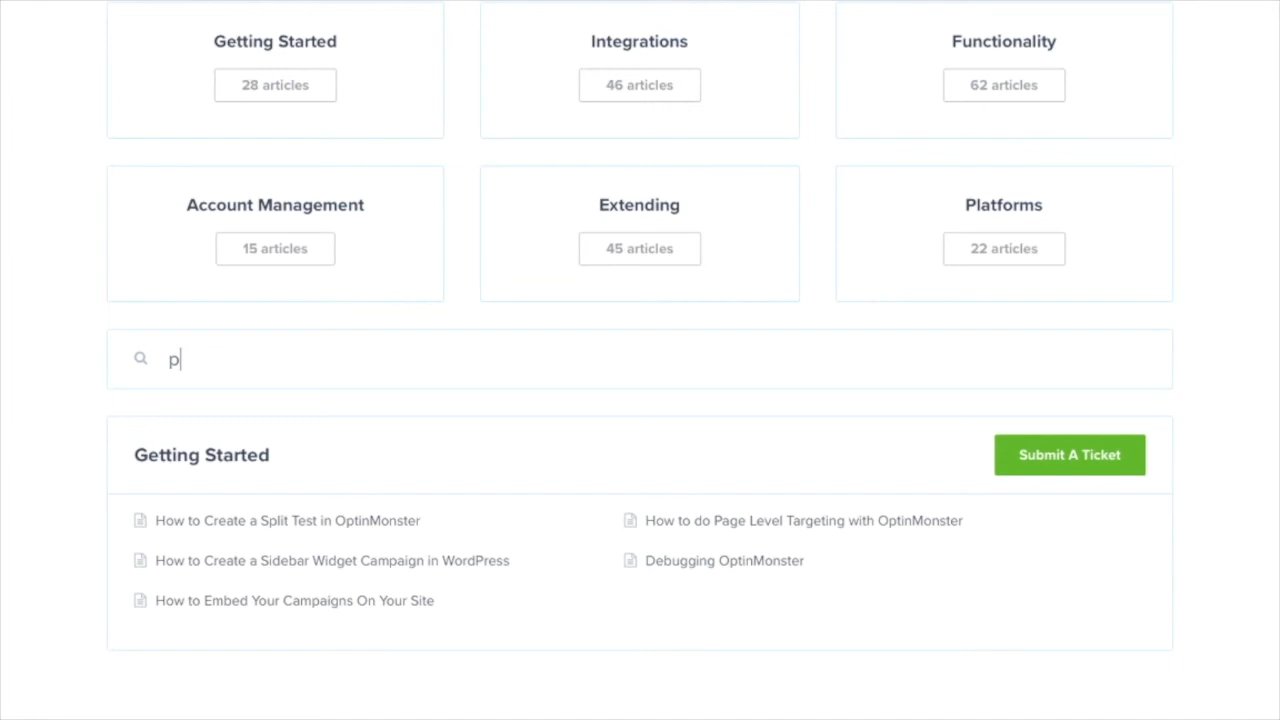 Getting Started
Integrations
Functionality
28 articles
46 articles
62 articles
Account Management
Extending
Platforms
15 articles
45 articles
22 articles
p
Getting Started
Submit A Ticket
How to Create a Split Test in OptinMonster
How to do Page Level Targeting with OptinMonster
How to Create a Sidebar Widget Campaign in WordPress
Debugging OptinMonster
How to Embed Your Campaigns On Your Site